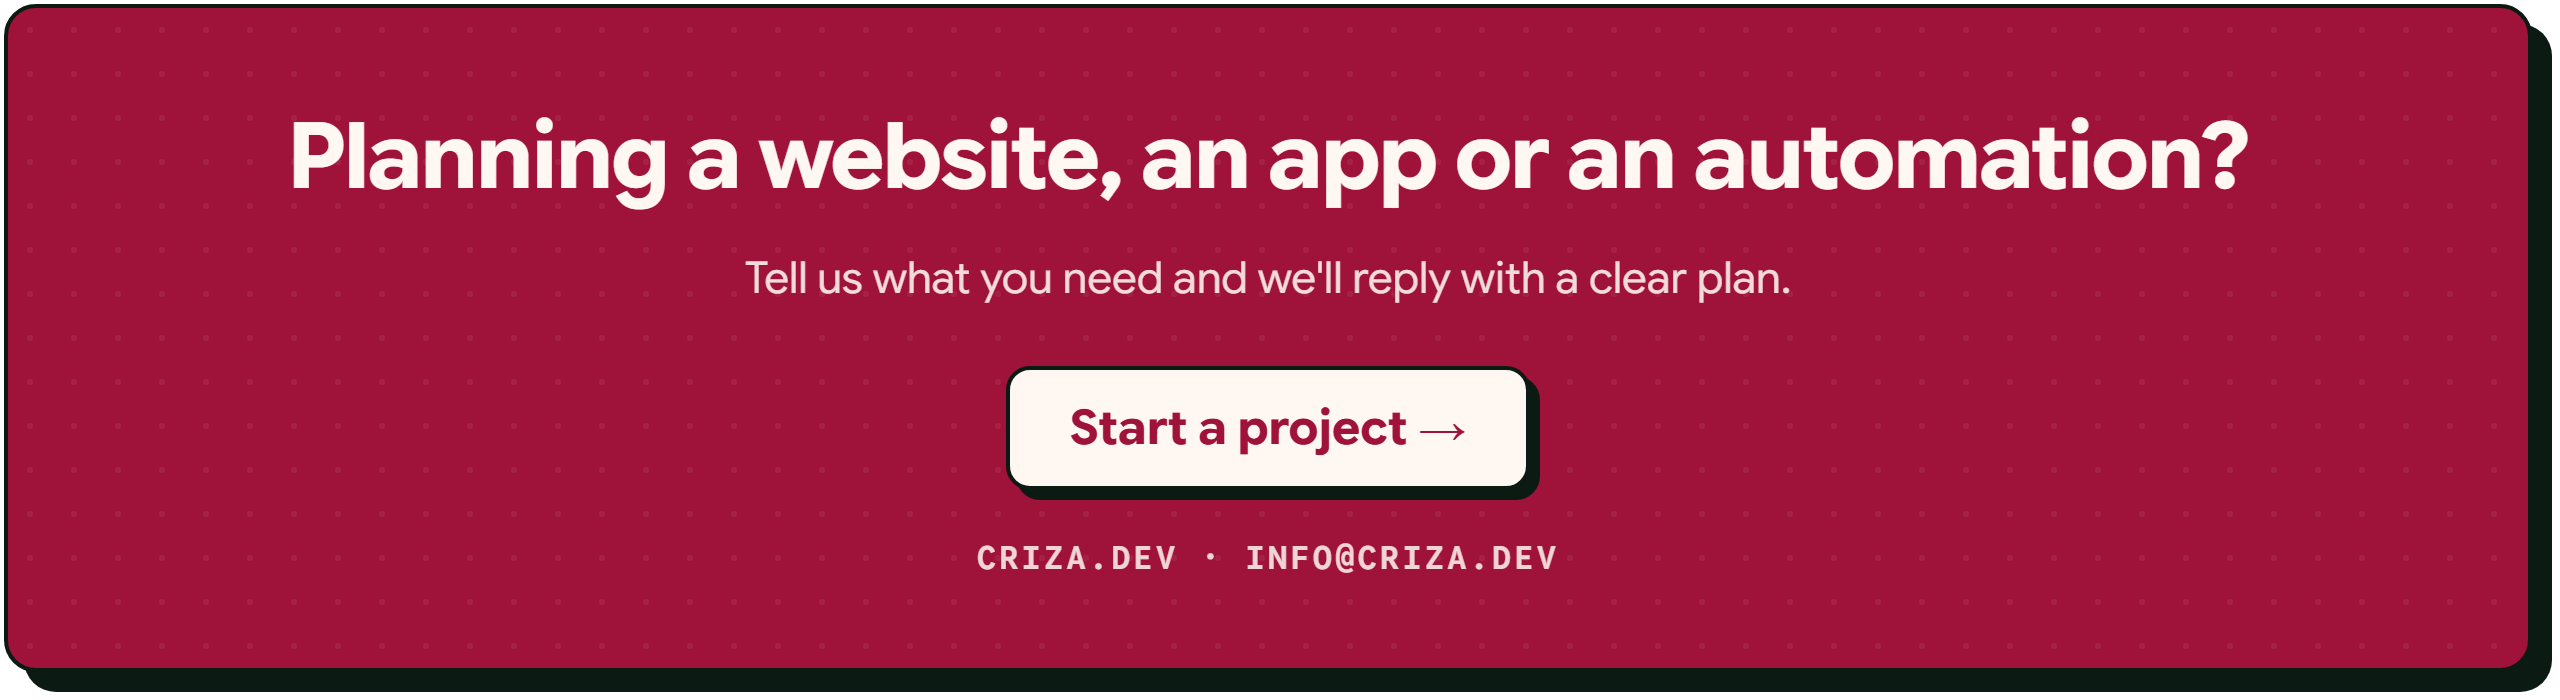 Planning a website, an app or an automation?
Tell us what you need and we'll reply with a clear plan.
Start a project →
CRIZA.DEV · INFO@CRIZA.DEV